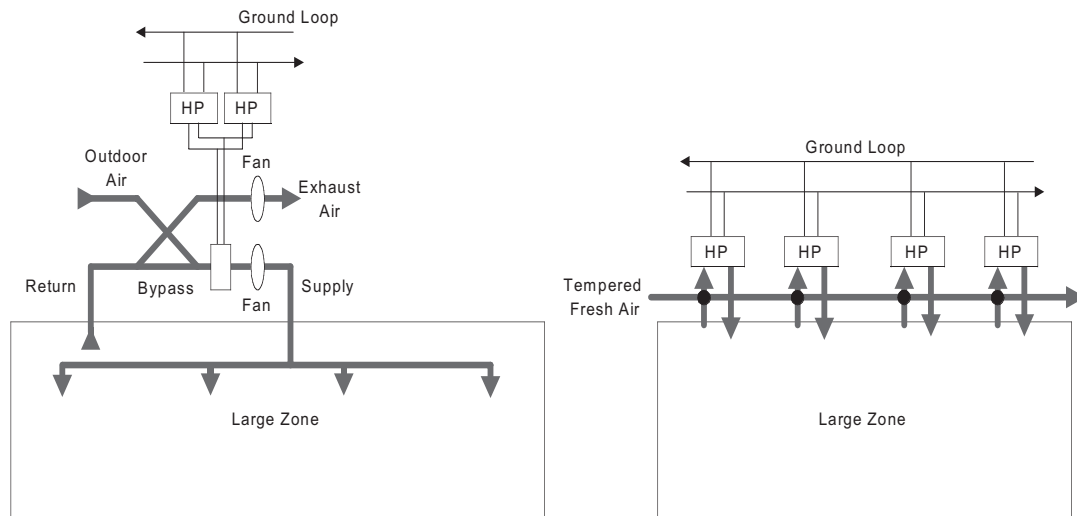 Ground Loop
HP
HP
Outdoor
Air
Fan
Exhaust
Air
Return
Bypass
Fan
Supply
Large Zone
Ground Loop
HP
HP
HP
HP
Tempered
Fresh Air
Large Zone